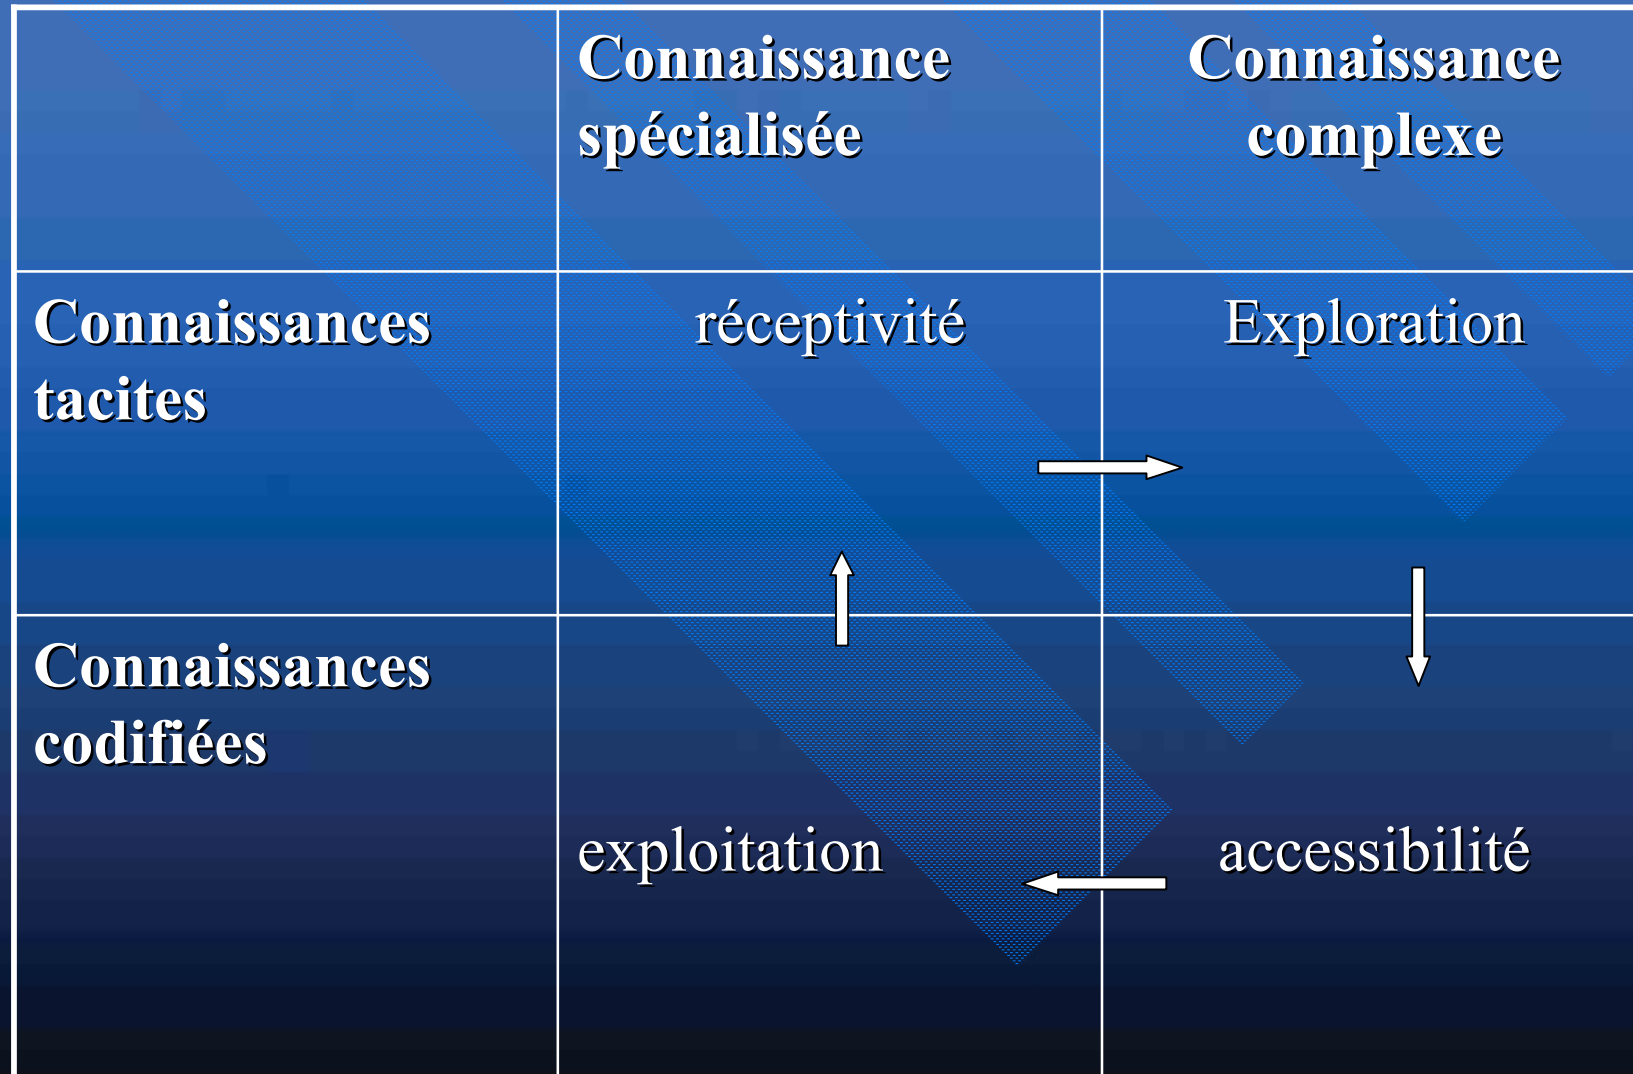 Connaissance
spécialisée
Connaissance
complexe
Connaissances
tacites
réceptivité
Exploration
Connaissances
codifiées
exploitation
accessibilité